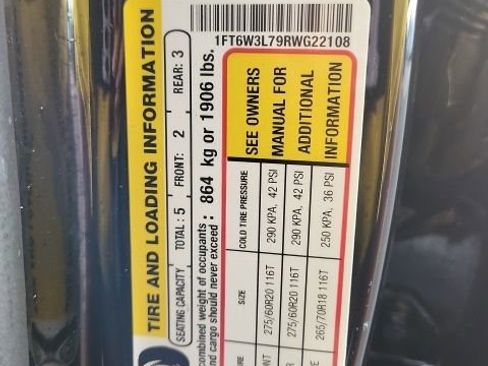 1FT6W3L79RWG22108
TIRE AND LOADING INFORMATION
SEATING CAPACITY TOTAL: 5 FRONT: 2 REAR: 3
combined weight of occupants
nd cargo should never exceed: 864 kg or 1906 lbs.
SIZE COLD TIRE PRESSURE
NT 275/60R20 116T 290 KPA, 42 PSI
R 275/60R20 116T 290 KPA, 42 PSI
E 265/70R18 116T 250 KPA, 36 PSI
SEE OWNERS
MANUAL FOR
ADDITIONAL
INFORMATION